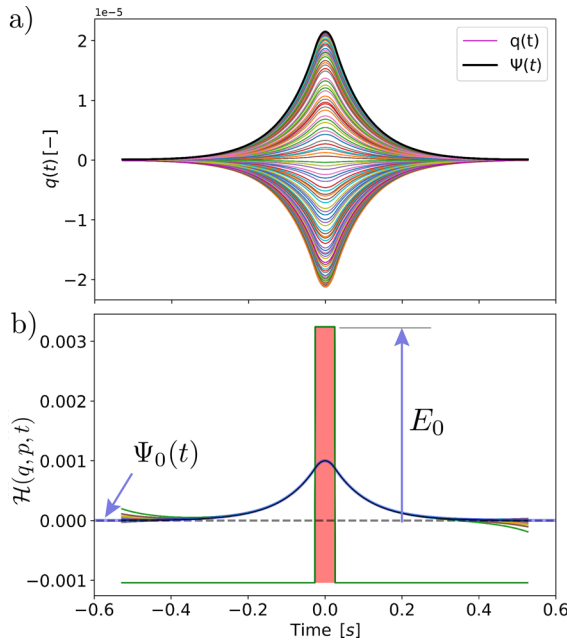 a)
1e−5
q(t)
Ψ(t)
2
1
0
−1
−2
q(t) [−]
b)
0.003
0.002
0.001
0.000
−0.001
ℋ(q, p, t)
Ψ₀(t)
E₀
−0.6 −0.4 −0.2 0.0 0.2 0.4 0.6
Time [s]